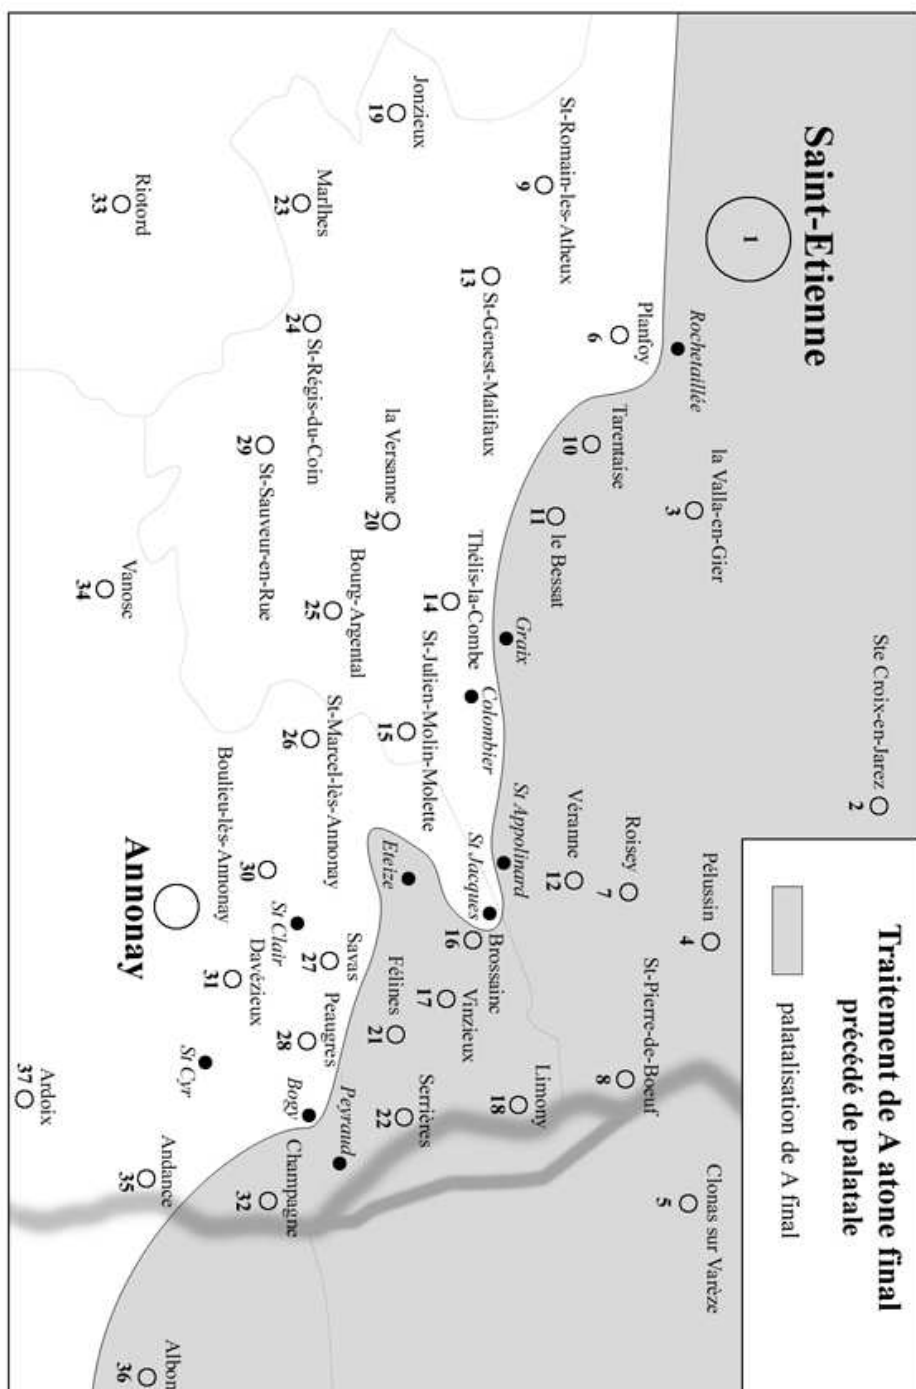 Traitement de A atone final
précédé de palatale
palatalisation de A final
Saint-Etienne
1
Ste Croix-en-Jarez
2
la Valla-en-Gier
3
Pélussin
4
Clonas sur Varèze
5
Rochetaillée
Planfoy
6
Roisey
7
St-Pierre-de-Boeuf
8
St-Romain-les-Atheux
9
Tarentaise
10
le Bessat
11
Véranne
12
St-Genest-Malifaux
13
Graix
Thélis-la-Combe
14
Colombier
St Appolinard
St Jacques
St-Julien-Molin-Molette
15
Brossainc
16
Vinzieux
17
Limony
18
Jonzieux
19
la Versanne
20
Eteize
Félines
21
Serrières
22
Marlhes
23
St-Régis-du-Coin
24
Bourg-Argental
25
St-Marcel-lès-Annonay
26
Savas
27
Peaugres
28
Bogy
Peyraud
St-Sauveur-en-Rue
29
Boulieu-lès-Annonay
30
St Clair
Davézieux
31
St Cyr
Champagne
32
Riotord
33
Vanosc
34
Annonay
Andance
35
Albon
36
Ardoix
37